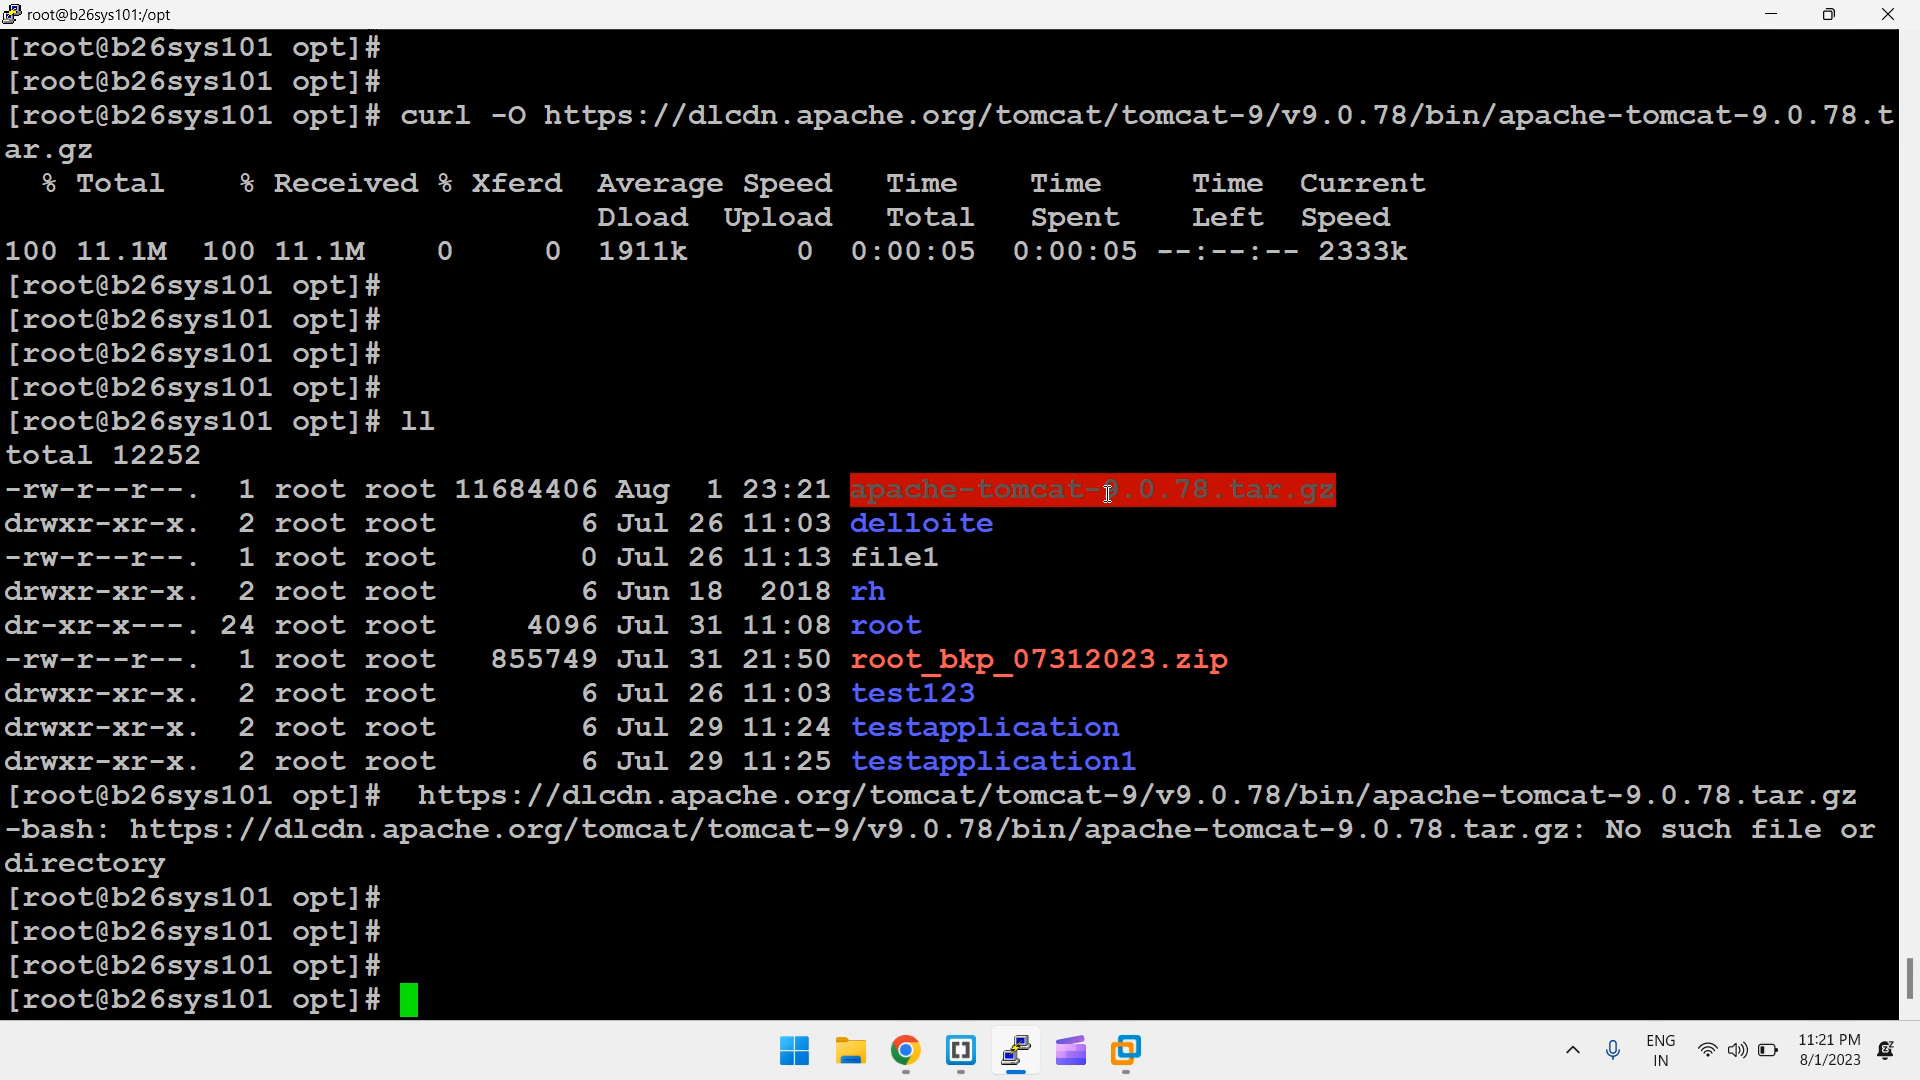 root@b26sys101:/opt
[root@b26sys101 opt]#
[root@b26sys101 opt]#
[root@b26sys101 opt]# curl -O https://dlcdn.apache.org/tomcat/tomcat-9/v9.0.78/bin/apache-tomcat-9.0.78.t
ar.gz
  % Total    % Received % Xferd  Average Speed   Time    Time     Time  Current
                                 Dload  Upload   Total   Spent    Left  Speed
100 11.1M  100 11.1M    0     0  1911k      0  0:00:05  0:00:05 --:--:-- 2333k
[root@b26sys101 opt]#
[root@b26sys101 opt]#
[root@b26sys101 opt]#
[root@b26sys101 opt]#
[root@b26sys101 opt]# ll
total 12252
-rw-r--r--.  1 root root 11684406 Aug  1 23:21 apache-tomcat-9.0.78.tar.gz
drwxr-xr-x.  2 root root        6 Jul 26 11:03 delloite
-rw-r--r--.  1 root root        0 Jul 26 11:13 file1
drwxr-xr-x.  2 root root        6 Jun 18  2018 rh
dr-xr-x---. 24 root root     4096 Jul 31 11:08 root
-rw-r--r--.  1 root root   855749 Jul 31 21:50 root_bkp_07312023.zip
drwxr-xr-x.  2 root root        6 Jul 26 11:03 test123
drwxr-xr-x.  2 root root        6 Jul 29 11:24 testapplication
drwxr-xr-x.  2 root root        6 Jul 29 11:25 testapplication1
[root@b26sys101 opt]#  https://dlcdn.apache.org/tomcat/tomcat-9/v9.0.78/bin/apache-tomcat-9.0.78.tar.gz
-bash: https://dlcdn.apache.org/tomcat/tomcat-9/v9.0.78/bin/apache-tomcat-9.0.78.tar.gz: No such file or
directory
[root@b26sys101 opt]#
[root@b26sys101 opt]#
[root@b26sys101 opt]#
[root@b26sys101 opt]#
ENG
IN
11:21 PM
8/1/2023